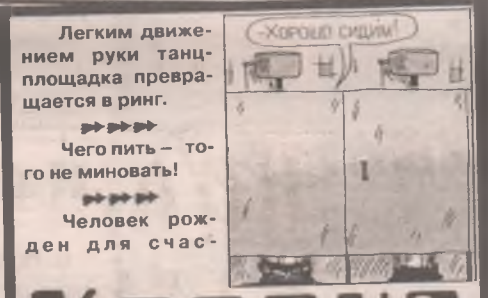 Легким движе-
нием руки танц-
площадка превра-
щается в ринг.
Чего пить – то-
го не миновать!
Человек рож-
ден для счас-
-Хорошо сидим!